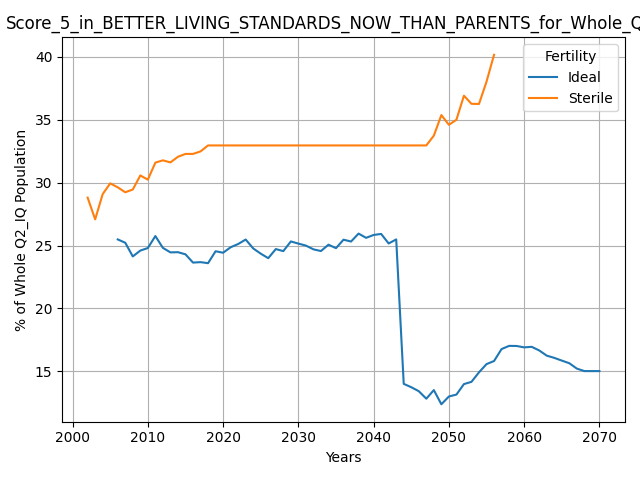 Score_5_in_BETTER_LIVING_STANDARDS_NOW_THAN_PARENTS_for_Whole_Q
Fertility
Ideal
Sterile
% of Whole Q2_IQ Population
40
35
30
25
20
15
2000
2010
2020
2030
2040
2050
2060
2070
Years